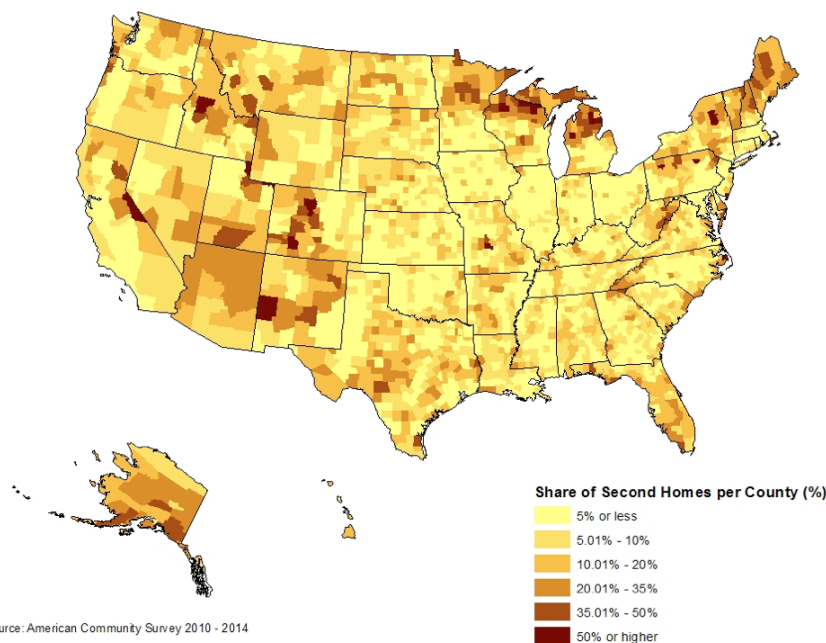 Share of Second Homes per County (%)
5% or less
5.01% - 10%
10.01% - 20%
20.01% - 35%
35.01% - 50%
50% or higher
urce: American Community Survey 2010 - 2014